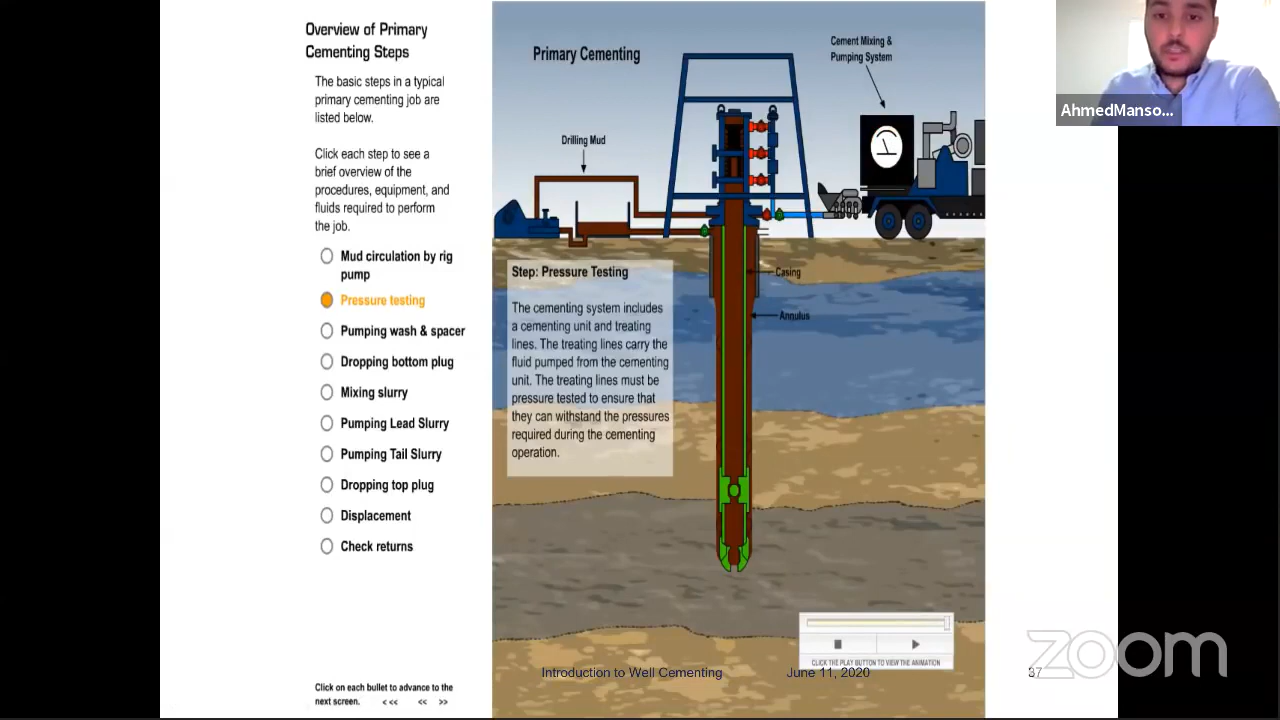 Overview of Primary
Cementing Steps
The basic steps in a typical
primary cementing job are
listed below.
Click each step to see a
brief overview of the
procedures, equipment, and
fluids required to perform
the job.
Mud circulation by rig
pump
Pressure testing
Pumping wash & spacer
Dropping bottom plug
Mixing slurry
Pumping Lead Slurry
Pumping Tail Slurry
Dropping top plug
Displacement
Check returns
Click on each bullet to advance to the
next screen. <<< << >>
Primary Cementing
Cement Mixing &
Pumping System
Drilling Mud
Step: Pressure Testing
The cementing system includes
a cementing unit and treating
lines. The treating lines carry the
fluid pumped from the cementing
unit. The treating lines must be
pressure tested to ensure that
they can withstand the pressures
required during the cementing
operation.
Casing
Annulus
CLICK THE PLAY BUTTON TO VIEW THE ANIMATION
Introduction to Well Cementing
June 11, 2020
37
AhmedManso...
zoom